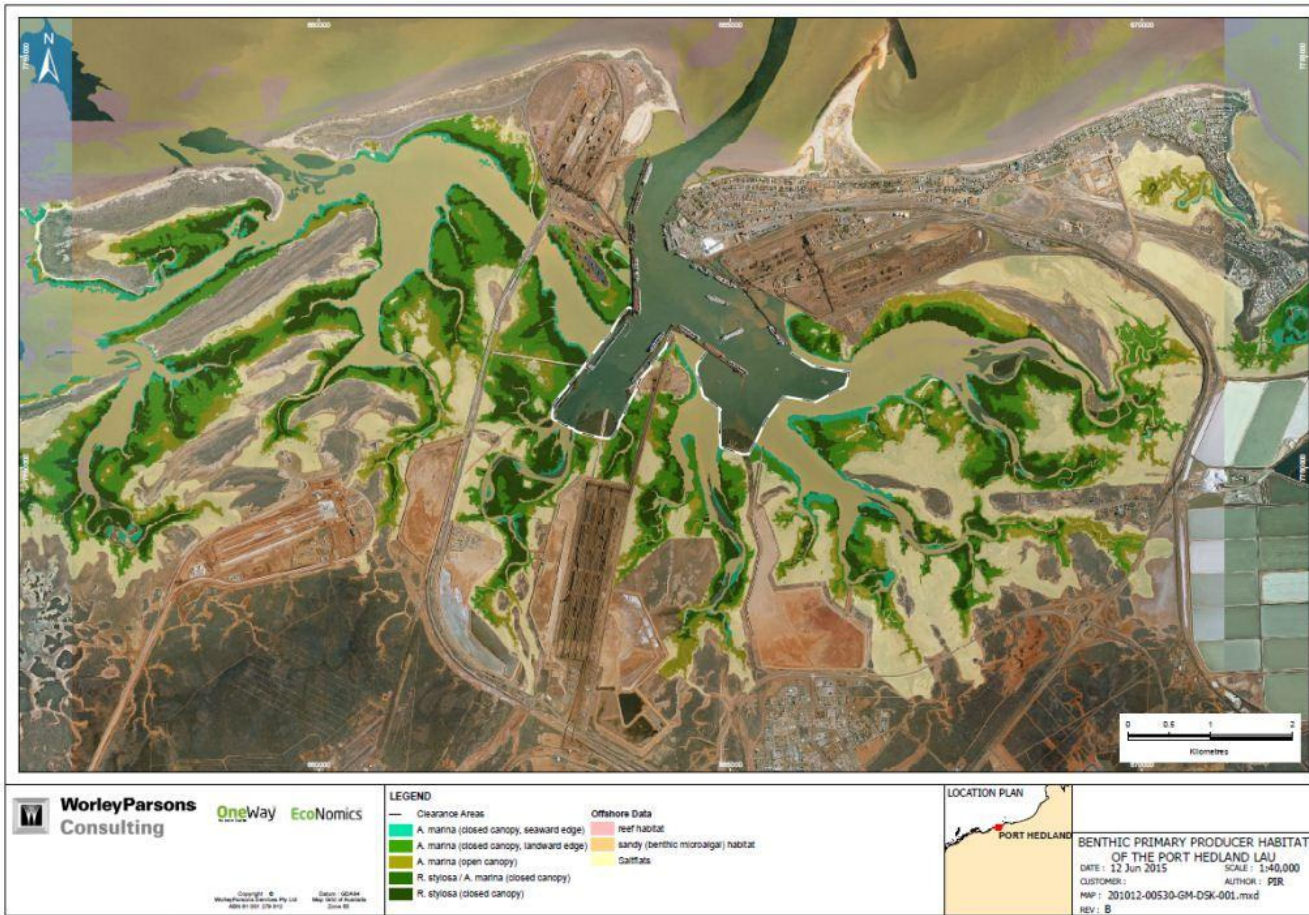 N
WorleyParsons
Consulting
OneWay
EcoNomics
LEGEND
Clearance Areas
A. marina (closed canopy, seaward edge)
A. marina (closed canopy, landward edge)
A. marina (open canopy)
R. stylosa / A. marina (closed canopy)
R. stylosa (closed canopy)
Offshore Data
reef habitat
sandy (benthic microalgal) habitat
Saltflats
0 0.5 1 2
Kilometres
LOCATION PLAN
PORT HEDLAND
BENTHIC PRIMARY PRODUCER HABITAT
OF THE PORT HEDLAND LAU
DATE : 12 Jun 2015 SCALE : 1:40,000
CUSTOMER : AUTHOR : PIR
MAP : 201012-00530-GM-DSK-001.mxd
REV : B